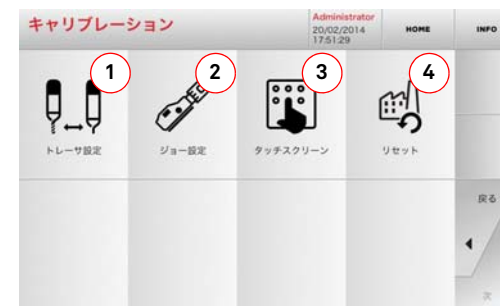 キャリブレーション
Administrator
20/02/2014
17:51:29
HOME
INFO
1
2
3
4
トレーサ設定
ジョー設定
タッチスクリーン
リセット
戻る
次